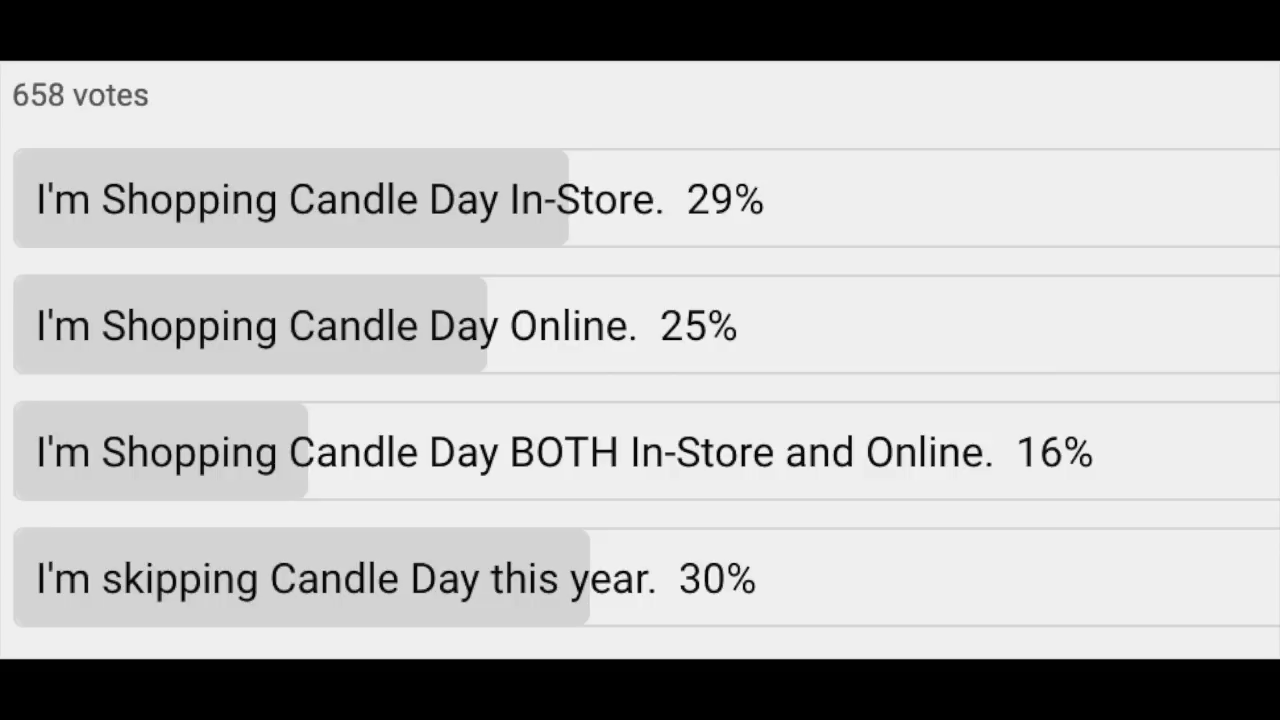 658 votes
I'm Shopping Candle Day In-Store. 29%
I'm Shopping Candle Day Online. 25%
I'm Shopping Candle Day BOTH In-Store and Online. 16%
I'm skipping Candle Day this year. 30%